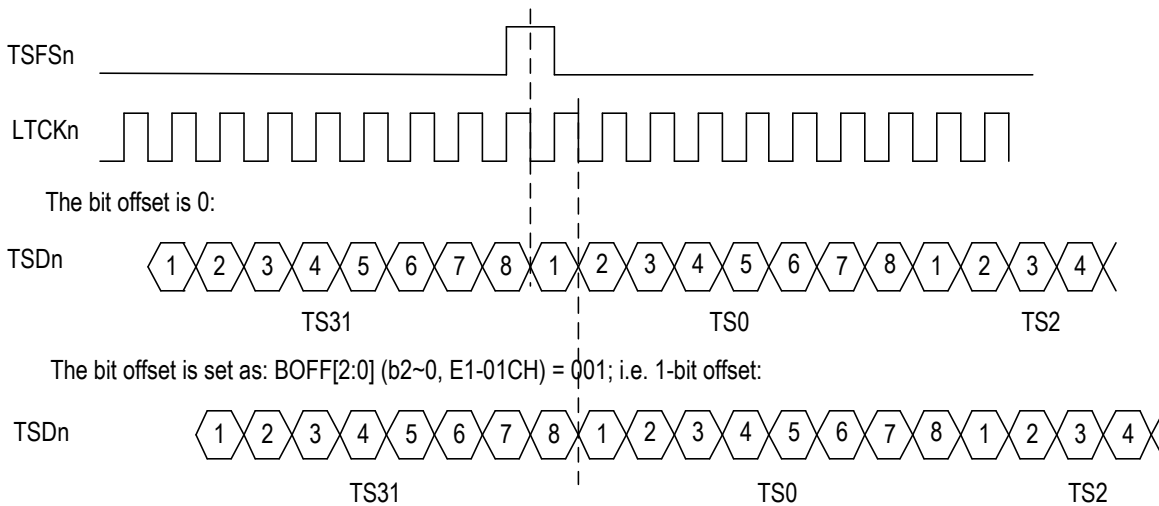 TSFSn
LTCKn
The bit offset is 0:
TSDn 1 2 3 4 5 6 7 8 1 2 3 4 5 6 7 8 1 2 3 4
TS31 TS0 TS2
The bit offset is set as: BOFF[2:0] (b2~0, E1-01CH) = 001; i.e. 1-bit offset:
TSDn 1 2 3 4 5 6 7 8 1 2 3 4 5 6 7 8 1 2 3 4
TS31 TS0 TS2